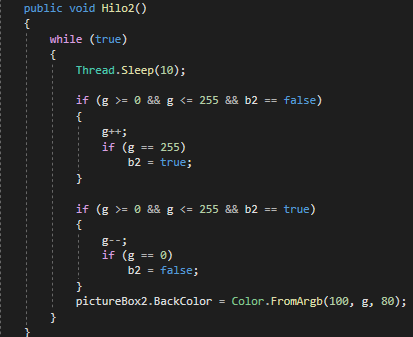 public void Hilo2()
{
while (true)
{
Thread.Sleep(10);
if (g >= 0 && g <= 255 && b2 == false)
{
g++;
if (g == 255)
b2 = true;
}
if (g >= 0 && g <= 255 && b2 == true)
{
g--;
if (g == 0)
b2 = false;
}
pictureBox2.BackColor = Color.FromArgb(100, g, 80);
}
}